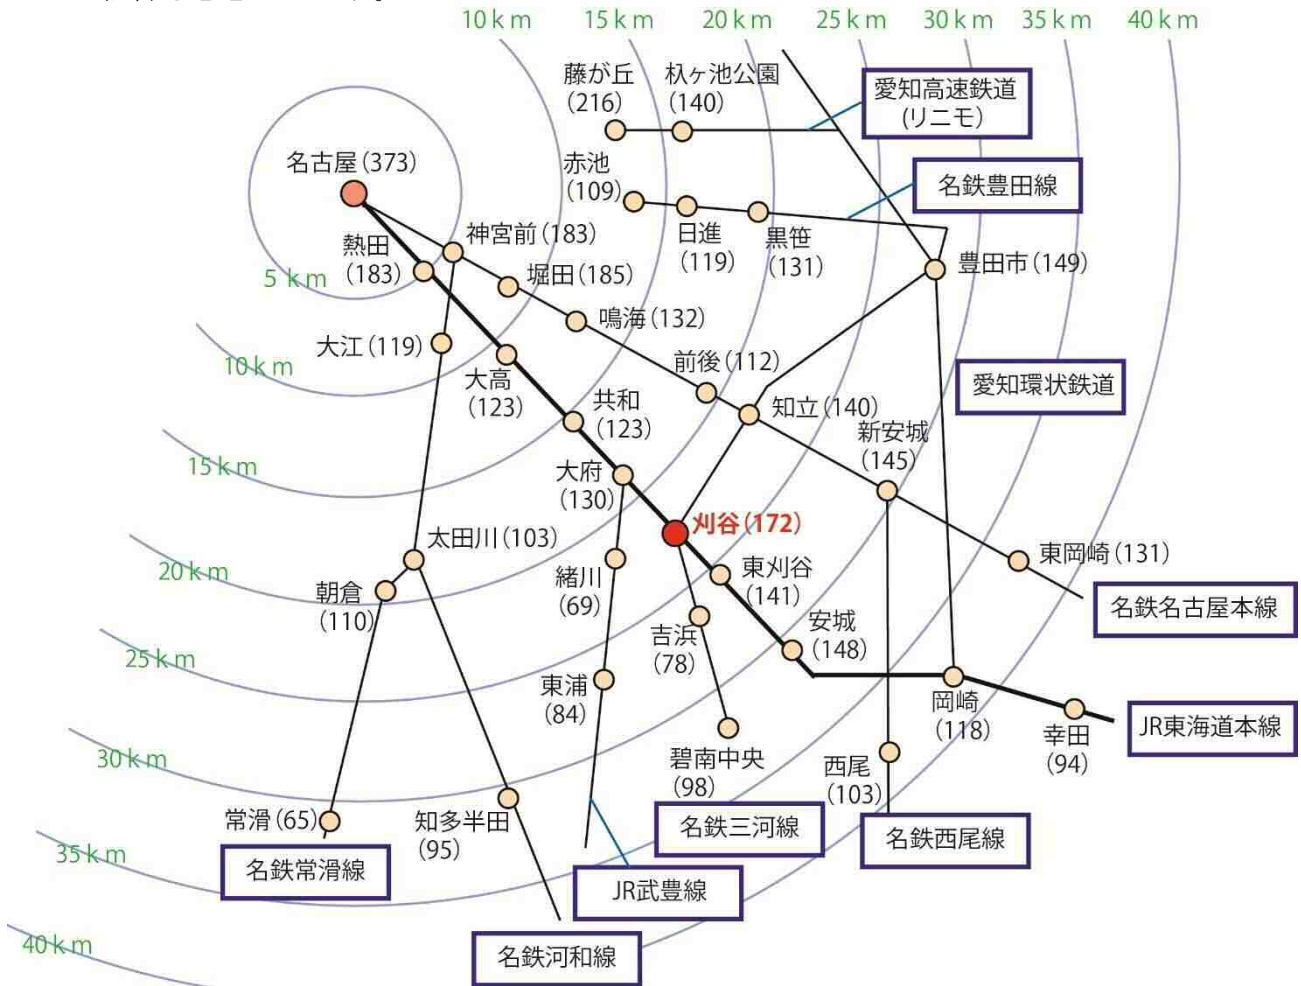 10ｋｍ
15ｋｍ
20ｋｍ
25ｋｍ
30ｋｍ
35ｋｍ
40ｋｍ
藤が丘
(216)
杁ヶ池公園
(140)
愛知高速鉄道
(リニモ)
赤池
(109)
日進
(119)
黒笹
(131)
名鉄豊田線
名古屋(373)
神宮前(183)
熱田
(183)
堀田(185)
豊田市(149)
5ｋｍ
鳴海(132)
大江(119)
前後(112)
10ｋｍ
大高
(123)
共和
(123)
知立(140)
愛知環状鉄道
新安城
(145)
15ｋｍ
大府
(130)
刈谷(172)
太田川(103)
東岡崎(131)
20ｋｍ
朝倉
(110)
緒川
(69)
東刈谷
(141)
名鉄名古屋本線
吉浜
(78)
安城
(148)
25ｋｍ
東浦
(84)
岡崎
(118)
幸田
(94)
JR東海道本線
30ｋｍ
碧南中央
(98)
西尾
(103)
常滑(65)
知多半田
(95)
名鉄三河線
名鉄西尾線
35ｋｍ
名鉄常滑線
JR武豊線
40ｋｍ
名鉄河和線